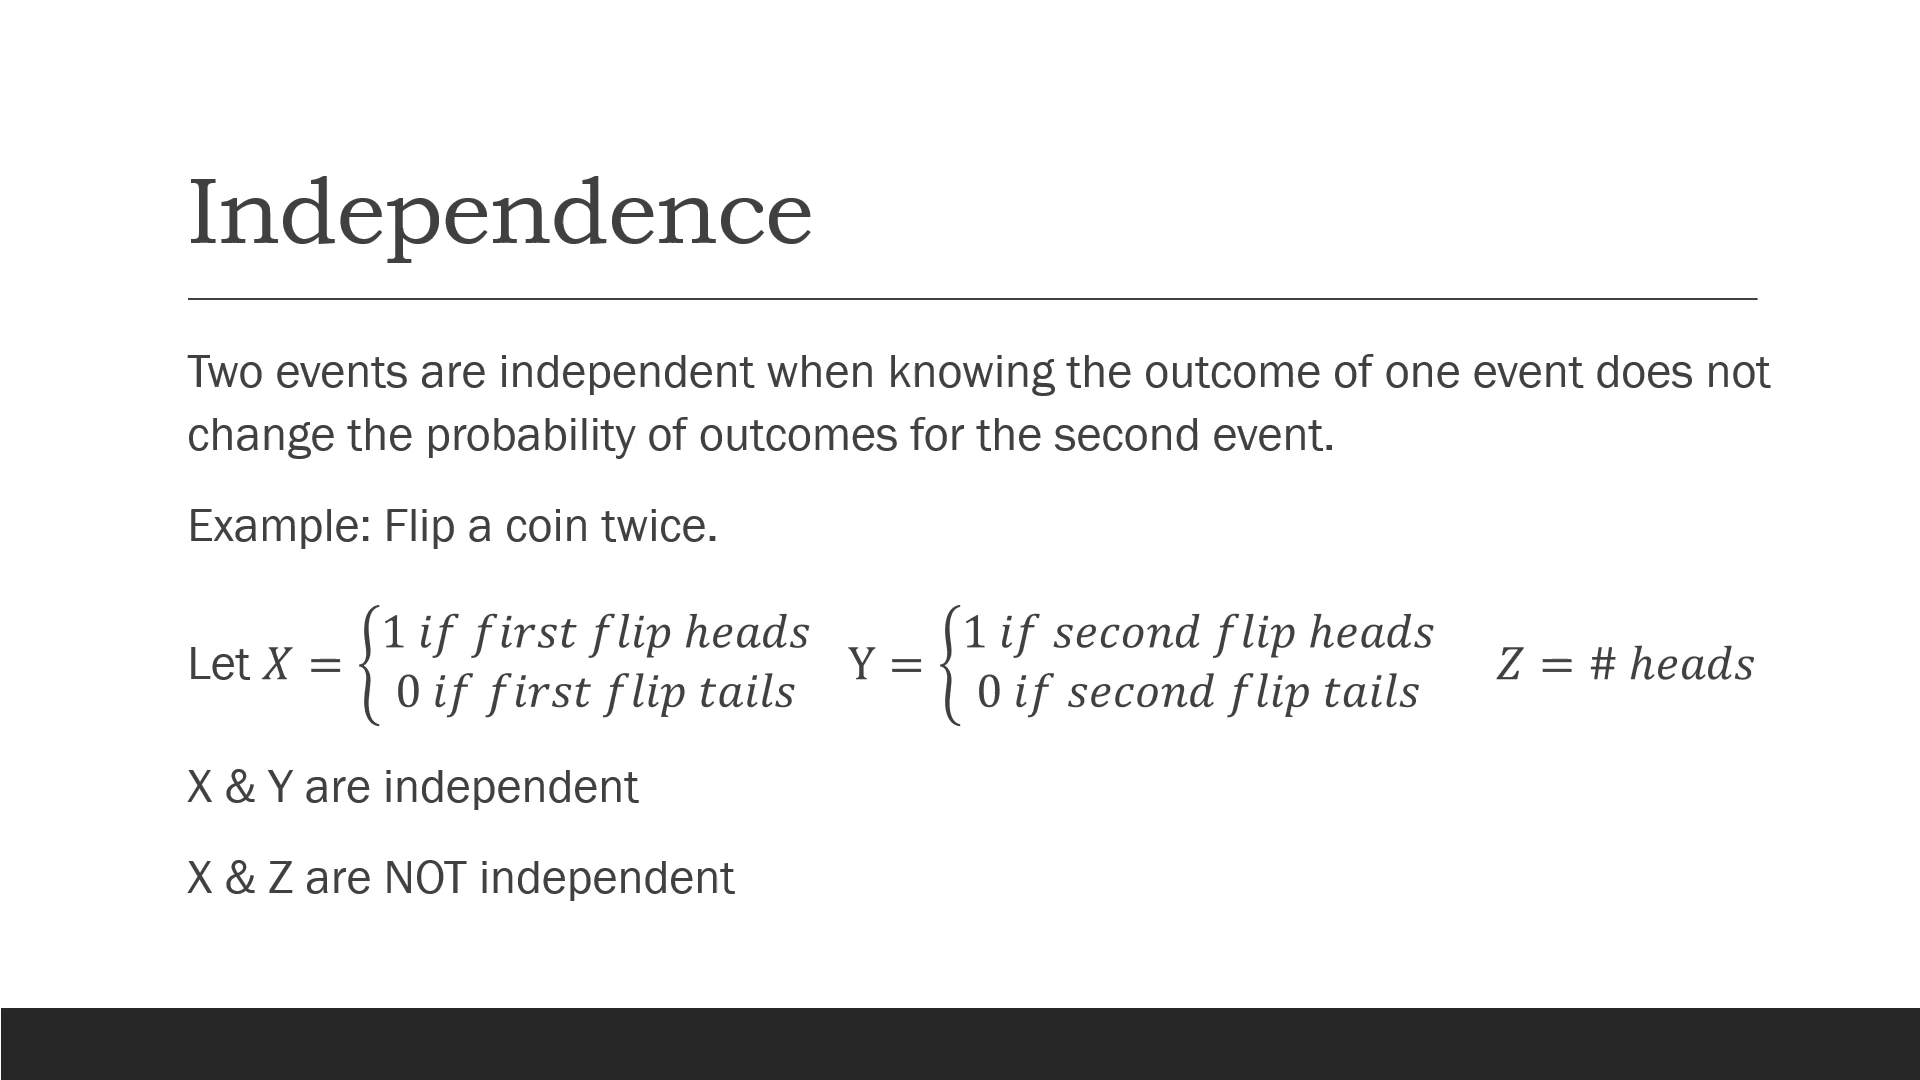 Independence
Two events are independent when knowing the outcome of one event does not
change the probability of outcomes for the second event.
Example: Flip a coin twice.
Let X = {1 if first flip heads   Y = {1 if second flip heads   Z = # heads
0 if first flip tails   0 if second flip tails
X & Y are independent
X & Z are NOT independent